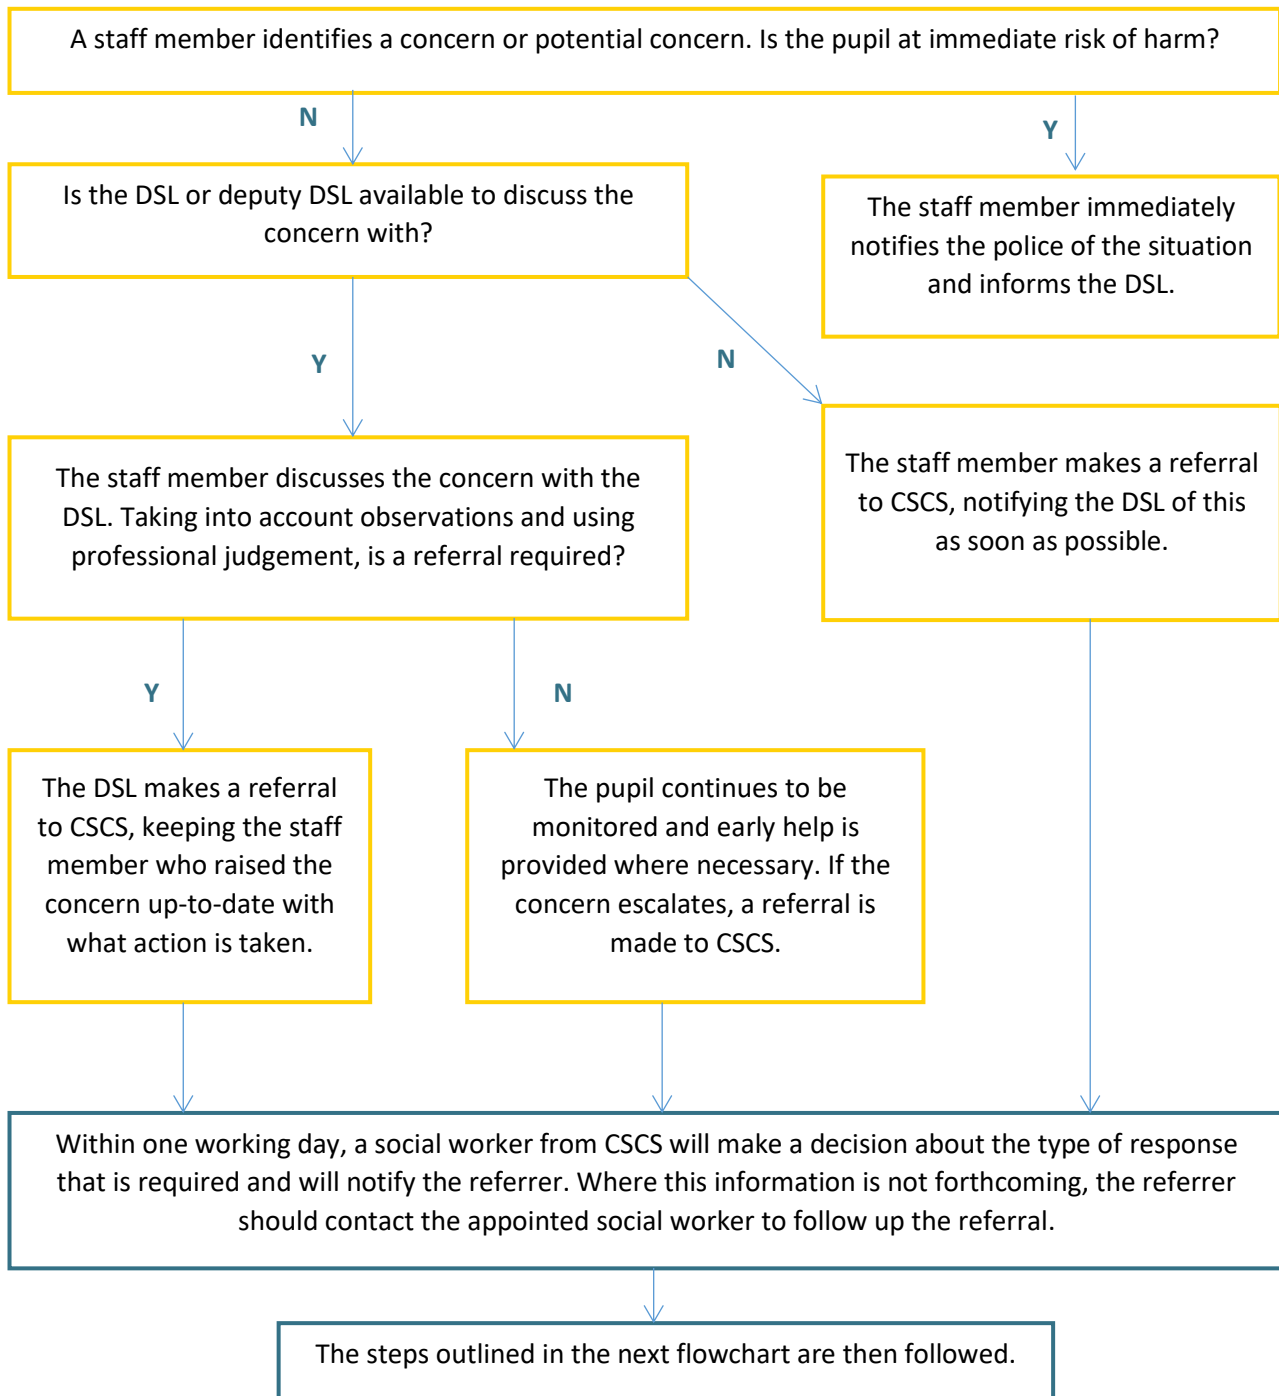 A staff member identifies a concern or potential concern. Is the pupil at immediate risk of harm?
N
Y
Is the DSL or deputy DSL available to discuss the
concern with?
The staff member immediately
notifies the police of the situation
and informs the DSL.
Y
N
The staff member discusses the concern with the
DSL. Taking into account observations and using
professional judgement, is a referral required?
The staff member makes a referral
to CSCS, notifying the DSL of this
as soon as possible.
Y
N
The DSL makes a referral
to CSCS, keeping the staff
member who raised the
concern up-to-date with
what action is taken.
The pupil continues to be
monitored and early help is
provided where necessary. If the
concern escalates, a referral is
made to CSCS.
Within one working day, a social worker from CSCS will make a decision about the type of response
that is required and will notify the referrer. Where this information is not forthcoming, the referrer
should contact the appointed social worker to follow up the referral.
The steps outlined in the next flowchart are then followed.